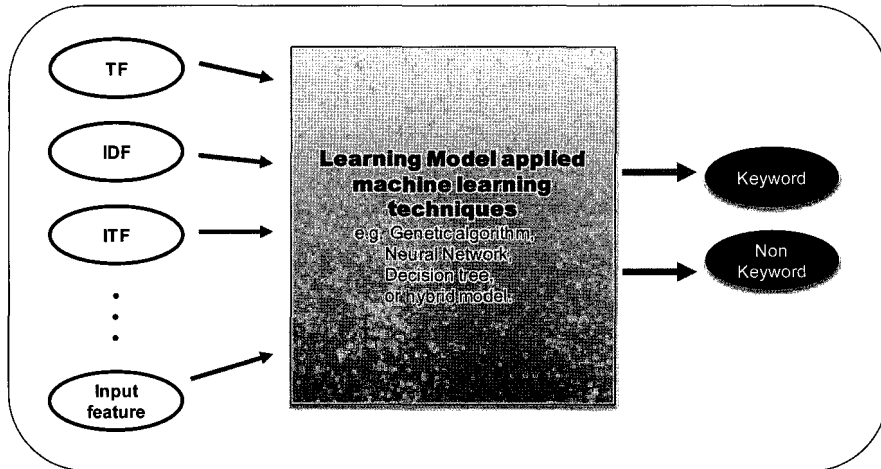 TF
IDF
ITF
Input
feature
Learning Model applied
machine learning
techniques
e.g. Genetic algorithm,
Neural Network,
Decision tree,
or hybrid model.
Keyword
Non
Keyword